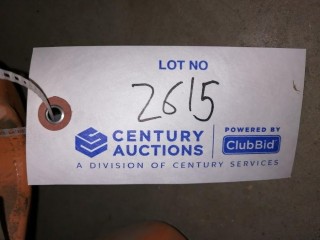 LOT NO
2615
CENTURY
AUCTIONS
POWERED BY
ClubBid
A DIVISION OF CENTURY SERVICES